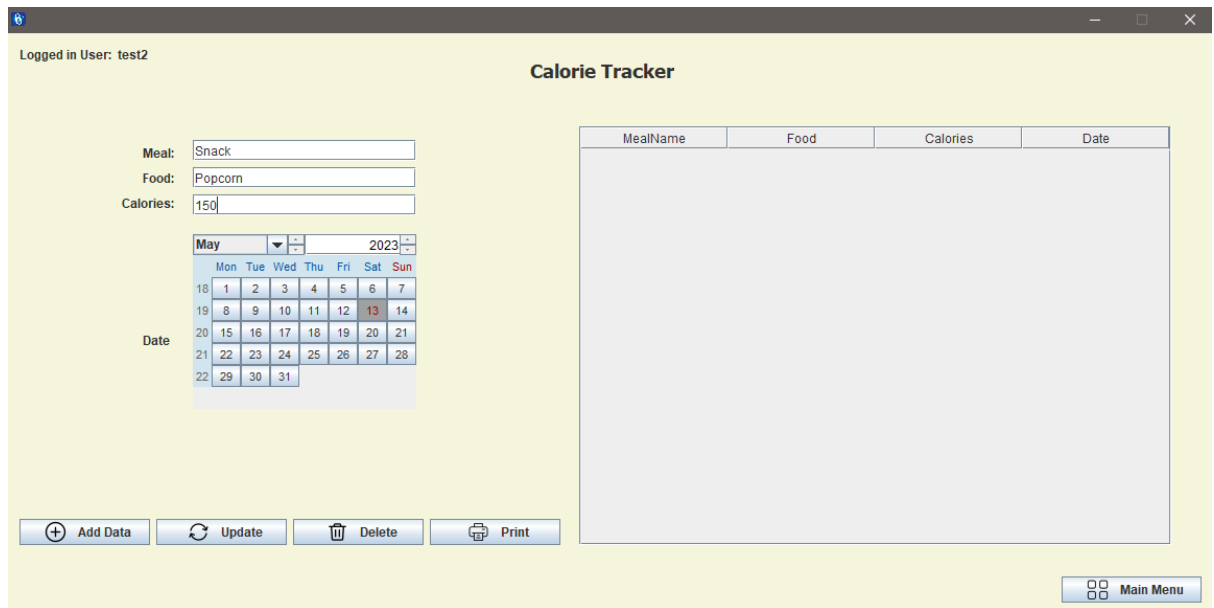 Logged in User: test2
Calorie Tracker
Meal: Snack
Food: Popcorn
Calories: 150
MealName Food Calories Date
Date
May 2023
Mon Tue Wed Thu Fri Sat Sun
18 1 2 3 4 5 6 7
19 8 9 10 11 12 13 14
20 15 16 17 18 19 20 21
21 22 23 24 25 26 27 28
22 29 30 31
Add Data Update Delete Print
Main Menu